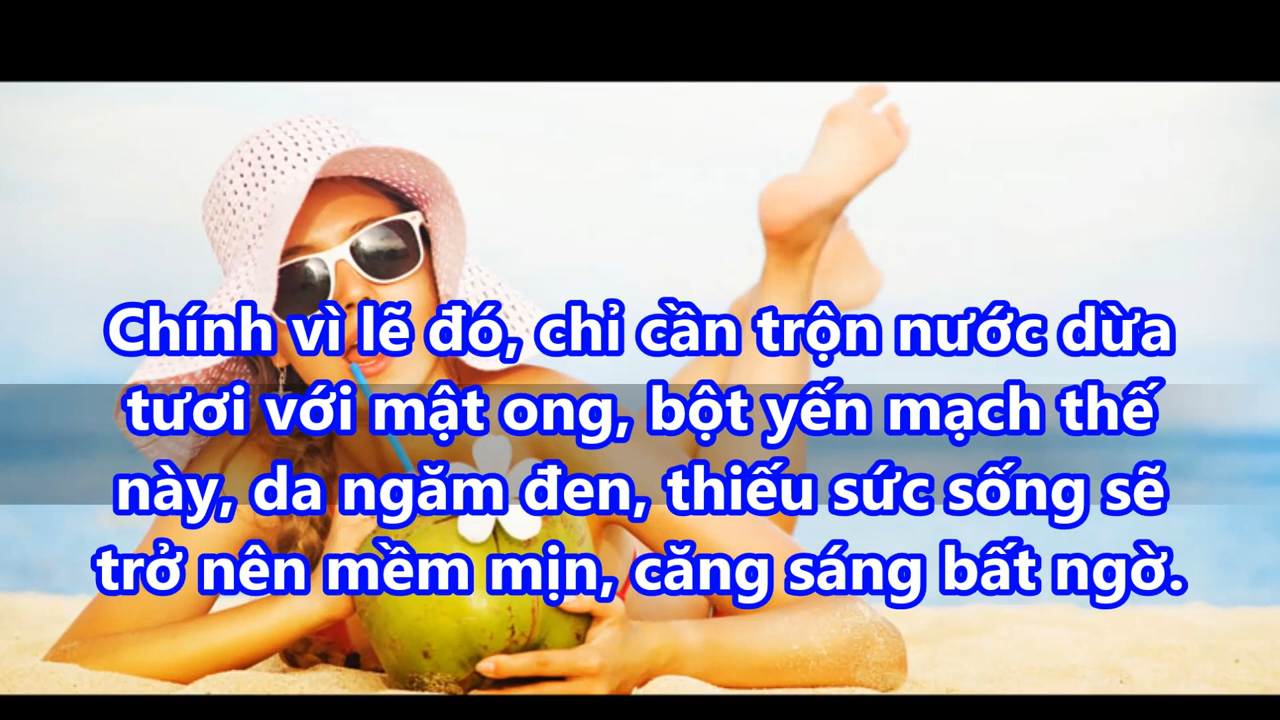 Chính vì lẽ đó, chỉ cần trộn nước dừa
tươi với mật ong, bột yến mạch thế
này, da ngăm đen, thiếu sức sống sẽ
trở nên mềm mịn, căng sáng bất ngờ.